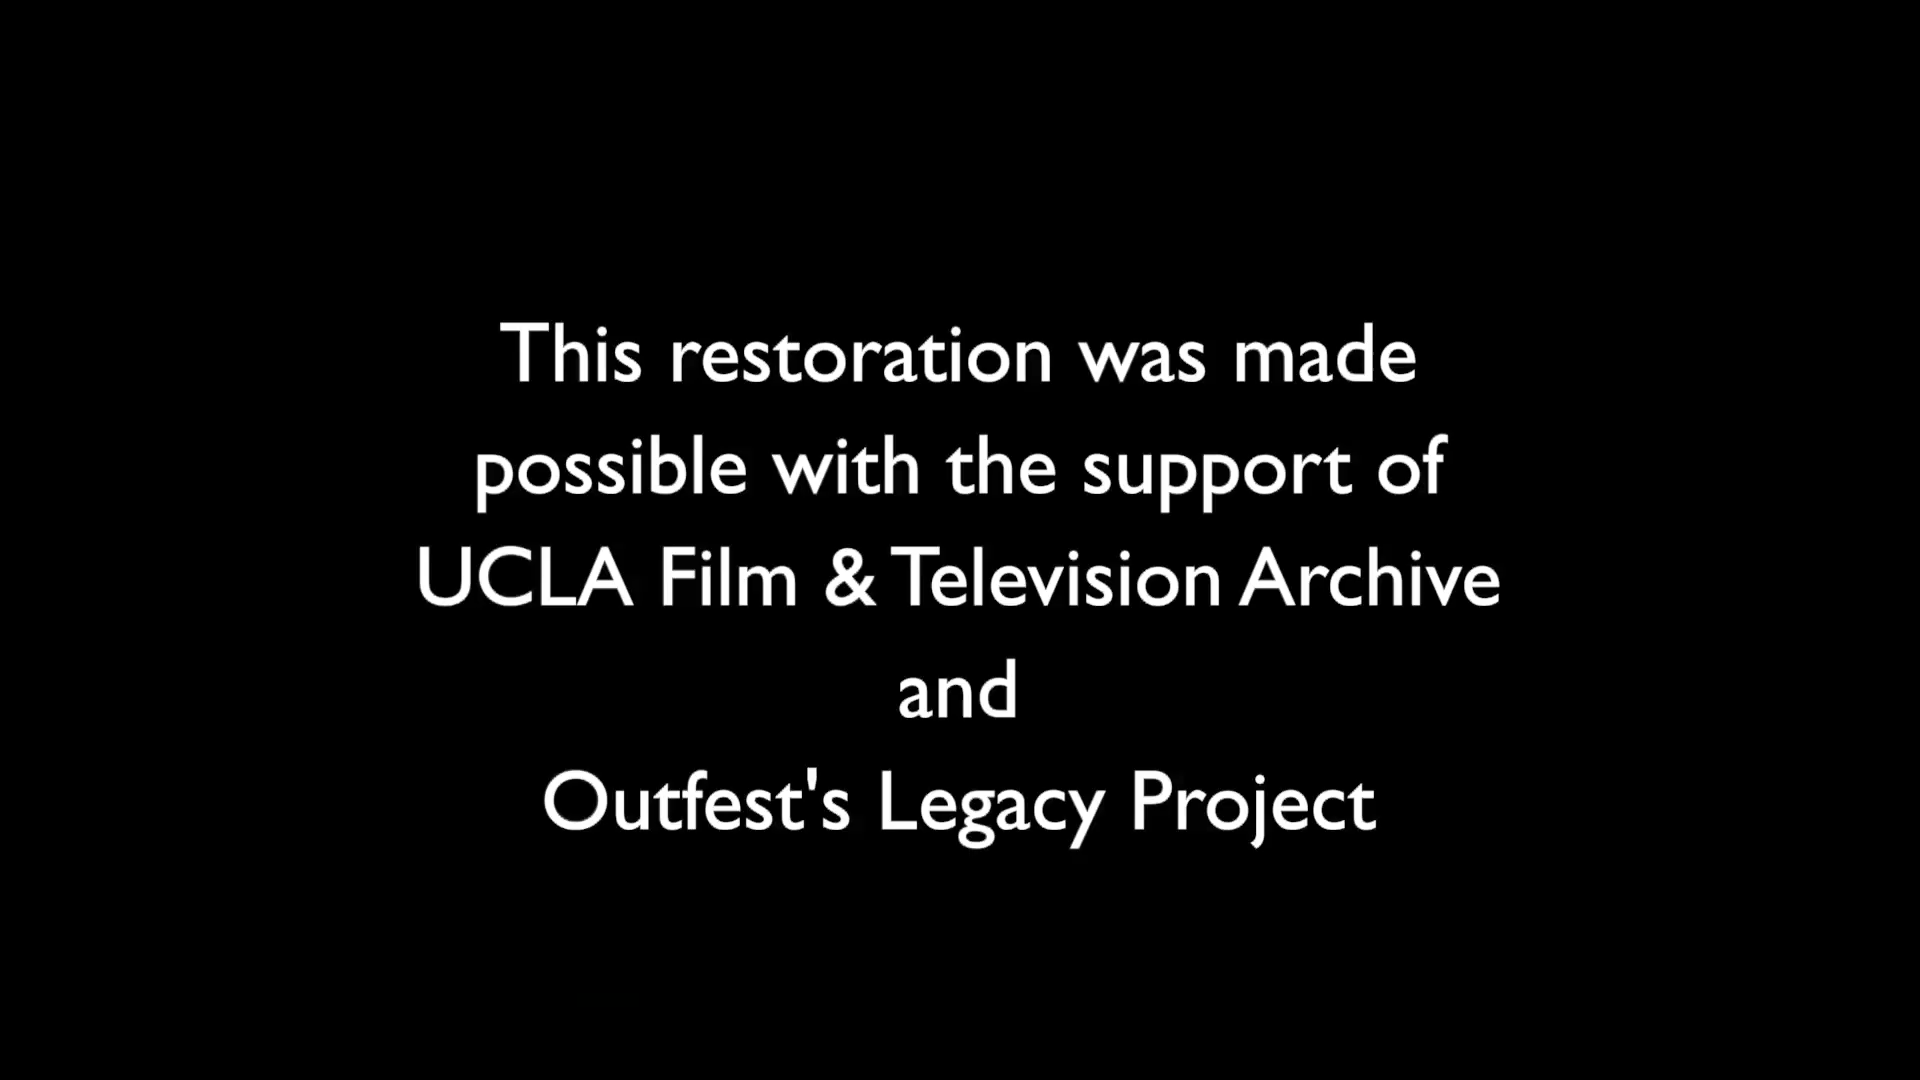 This restoration was made
possible with the support of
UCLA Film & Television Archive
and
Outfest's Legacy Project